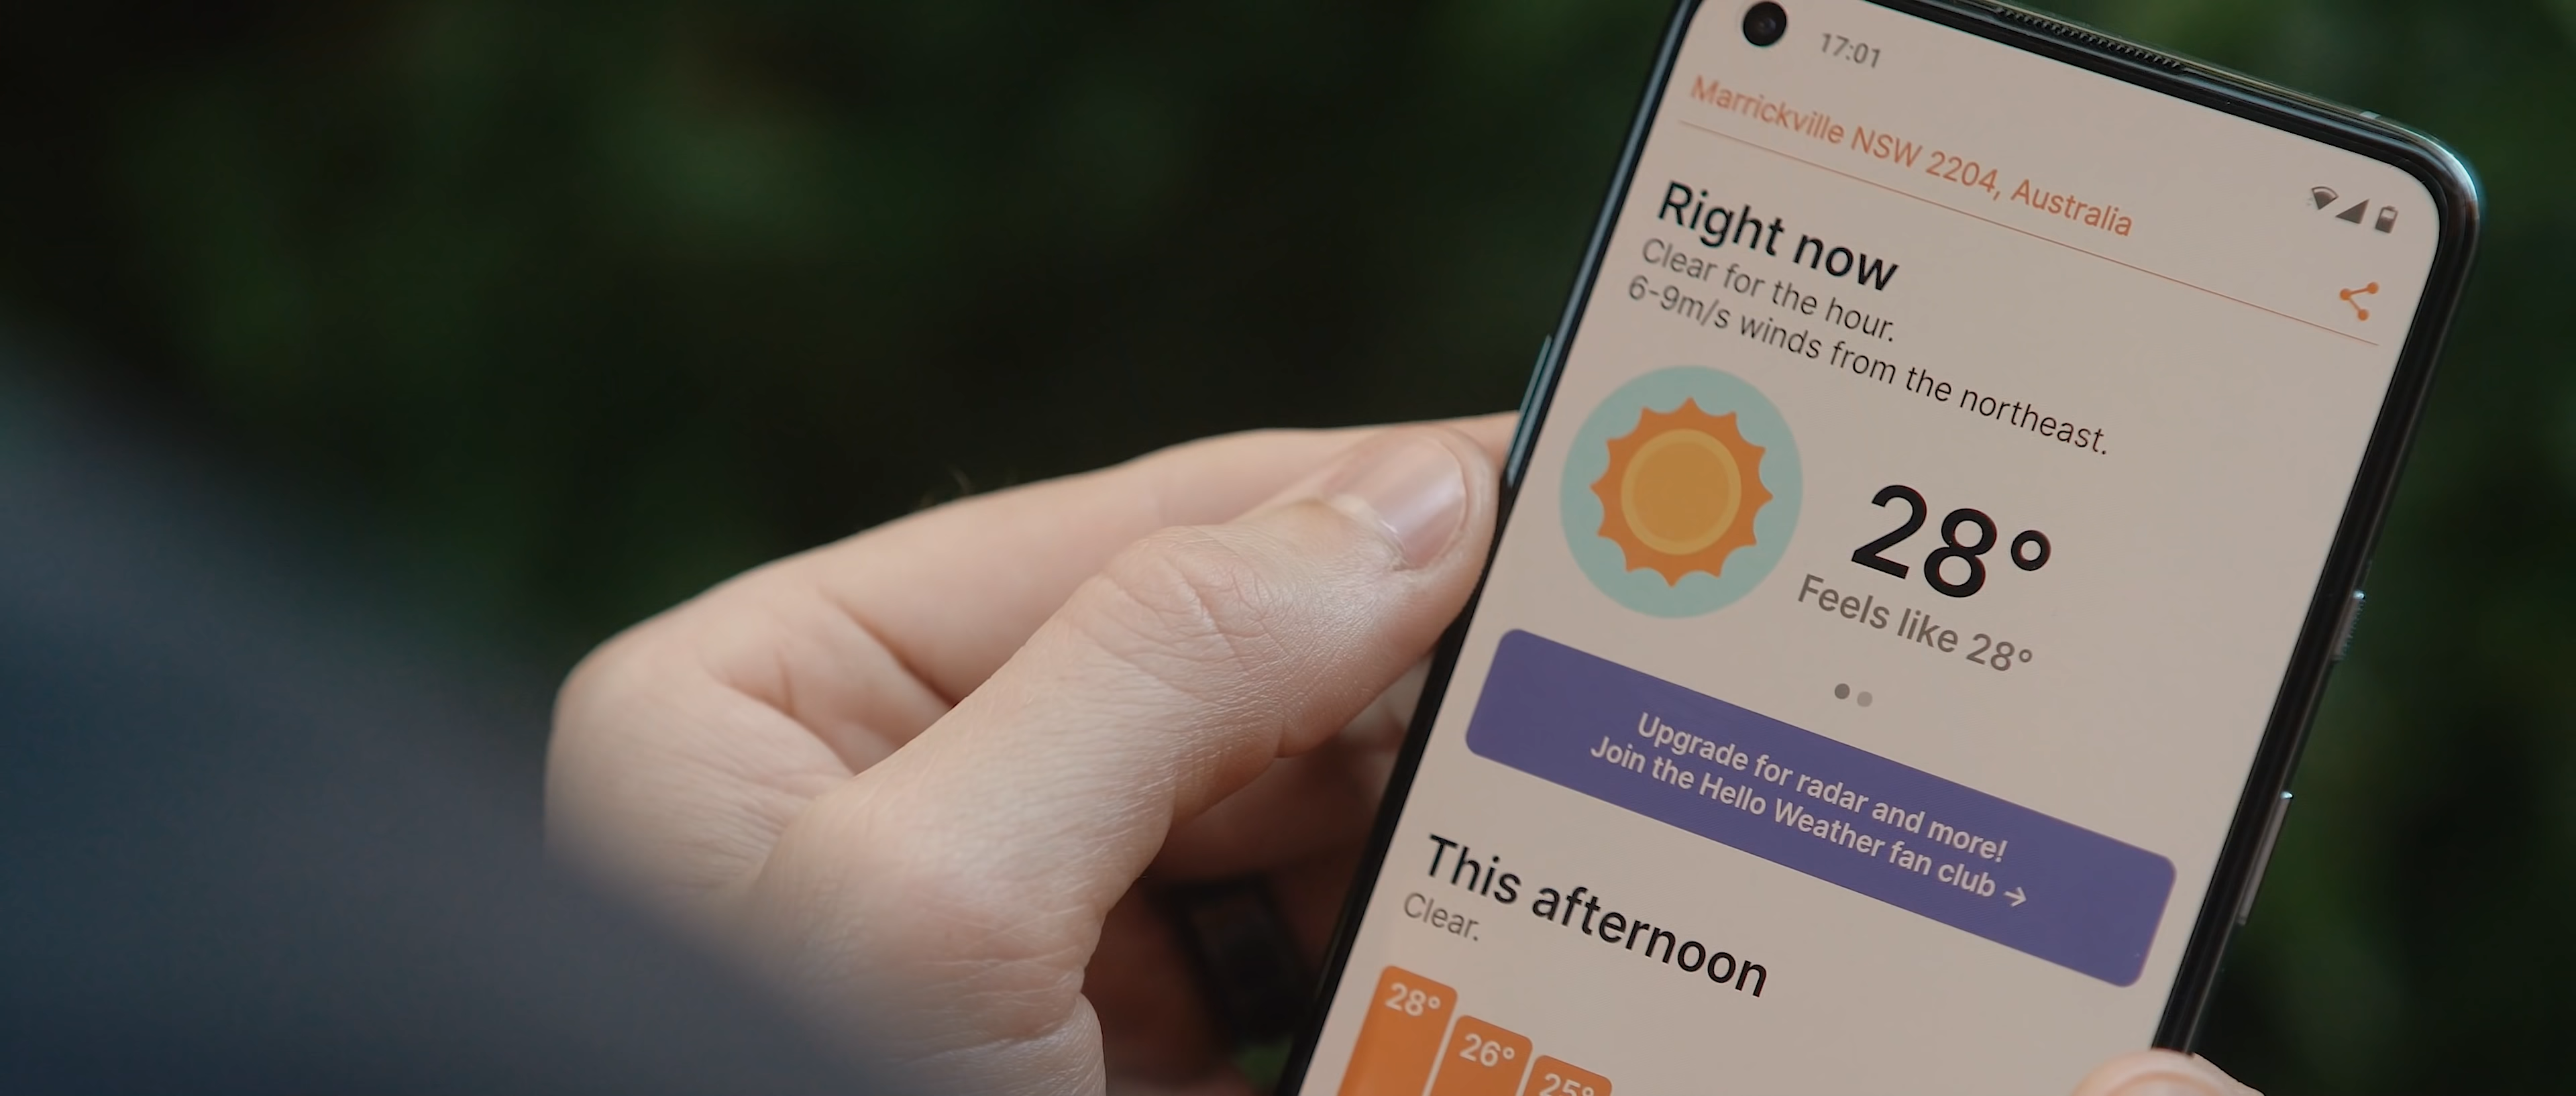 17:01
Marrickville NSW 2204, Australia
Right now
Clear for the hour.
6-9m/s winds from the northeast.
28°
Feels like 28°
Upgrade for radar and more!
Join the Hello Weather fan club →
This afternoon
Clear.
28°
26°
25°